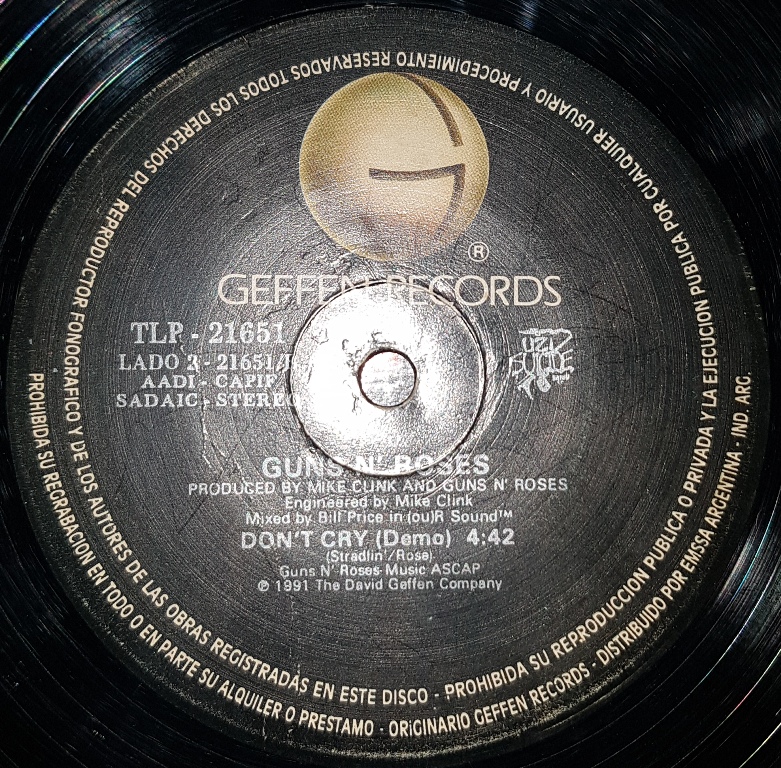 TODOS LOS DERECHOS DEL REPRODUCTOR FONOGRAFICO Y DE LOS AUTORES DE LAS OBRAS REGISTRADAS EN ESTE DISCO - PROHIBIDA SU REPRODUCCION PUBLICA O PRIVADA Y LA EJECUCION PUBLICA POR CUALQUIER USUARIO Y PROCEDIMIENTO RESERVADOS
PROHIBIDA SU REGRABACION EN TODO O EN PARTE SU ALQUILER O PRESTAMO - ORiGINARIO GEFFEN RECORDS - DISTRIBUIDO POR EMSSA ARGENTINA - IND. ARG.
®
GEFFEN RECORDS
TLP - 21651
LADO 2 - 21651
AADI - CAPIF
SADAIC - STEREO
UZI
SUICIDE
GUNS N' ROSES
PRODUCED BY MIKE CLINK AND GUNS N' ROSES
Engineered by Mike Clink
Mixed by Bill Price in (ou)R Sound™
DON'T CRY (Demo) 4:42
(Stradlin'/Rose)
Guns N' Roses Music ASCAP
℗ 1991 The David Geffen Company